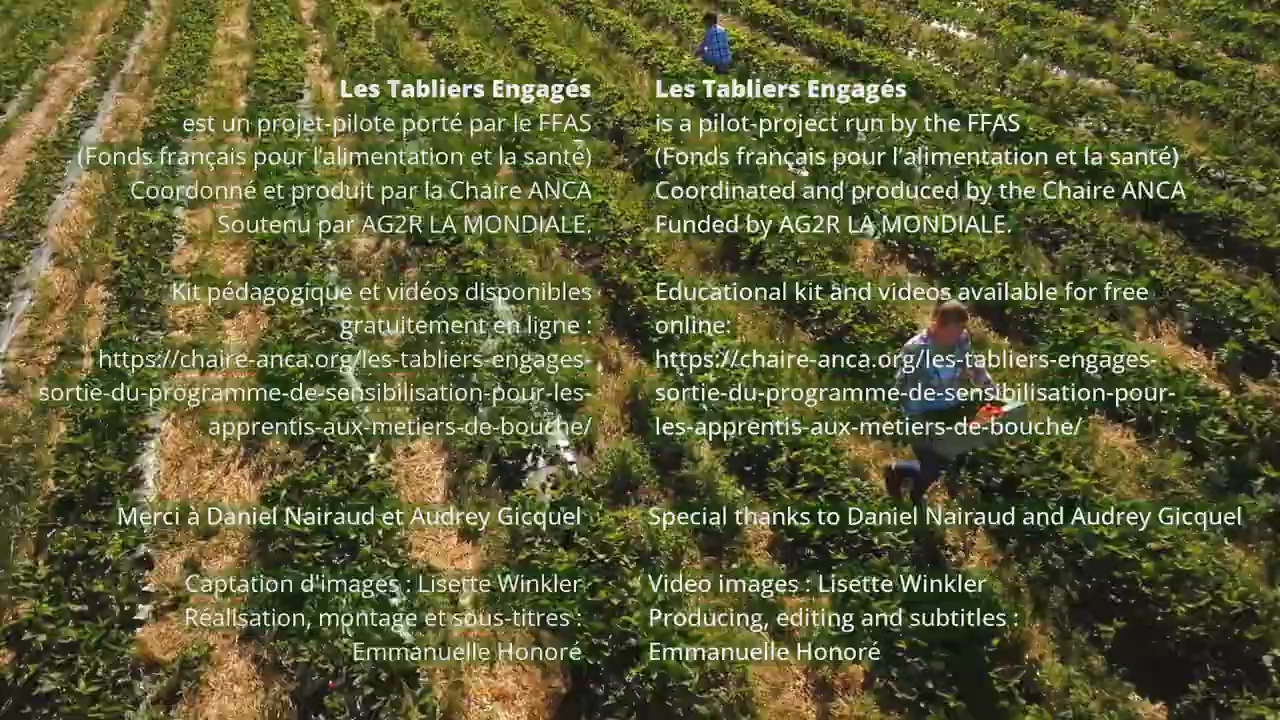 Les Tabliers Engagés
est un projet-pilote porté par le FFAS
(Fonds français pour l'alimentation et la santé)
Coordonné et produit par la Chaire ANCA
Soutenu par AG2R LA MONDIALE.
Kit pédagogique et vidéos disponibles
gratuitement en ligne :
https://chaire-anca.org/les-tabliers-engages-
sortie-du-programme-de-sensibilisation-pour-les-
apprentis-aux-metiers-de-bouche/
Merci à Daniel Nairaud et Audrey Gicquel
Captation d'images : Lisette Winkler
Réalisation, montage et sous-titres :
Emmanuelle Honoré
Les Tabliers Engagés
is a pilot-project run by the FFAS
(Fonds français pour l'alimentation et la santé)
Coordinated and produced by the Chaire ANCA
Funded by AG2R LA MONDIALE.
Educational kit and videos available for free
online:
https://chaire-anca.org/les-tabliers-engages-
sortie-du-programme-de-sensibilisation-pour-
les-apprentis-aux-metiers-de-bouche/
Special thanks to Daniel Nairaud and Audrey Gicquel
Video images : Lisette Winkler
Producing, editing and subtitles :
Emmanuelle Honoré